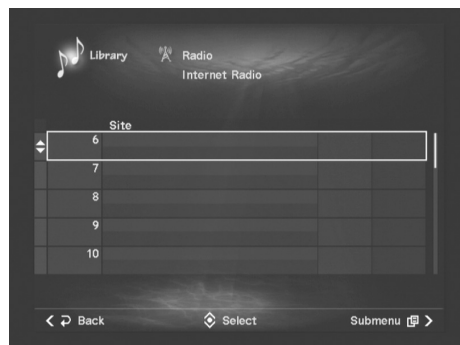 Library
Radio
Internet Radio
Site
6
7
8
9
10
Back
Select
Submenu